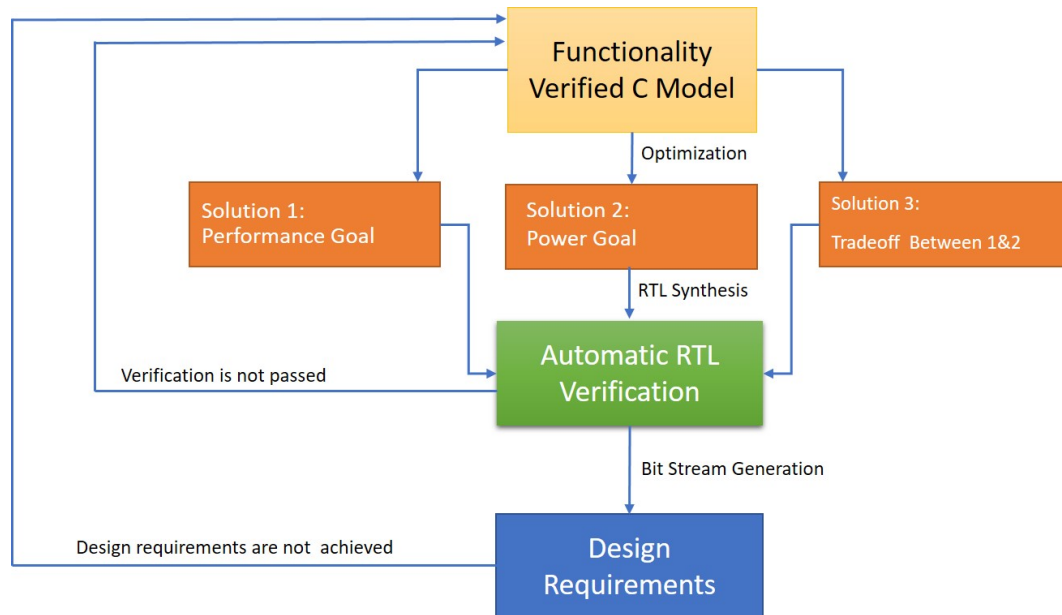 Functionality
Verified C Model
Optimization
Solution 1:
Performance Goal
Solution 2:
Power Goal
Solution 3:
Tradeoff Between 1&2
RTL Synthesis
Automatic RTL
Verification
Verification is not passed
Bit Stream Generation
Design requirements are not achieved
Design
Requirements